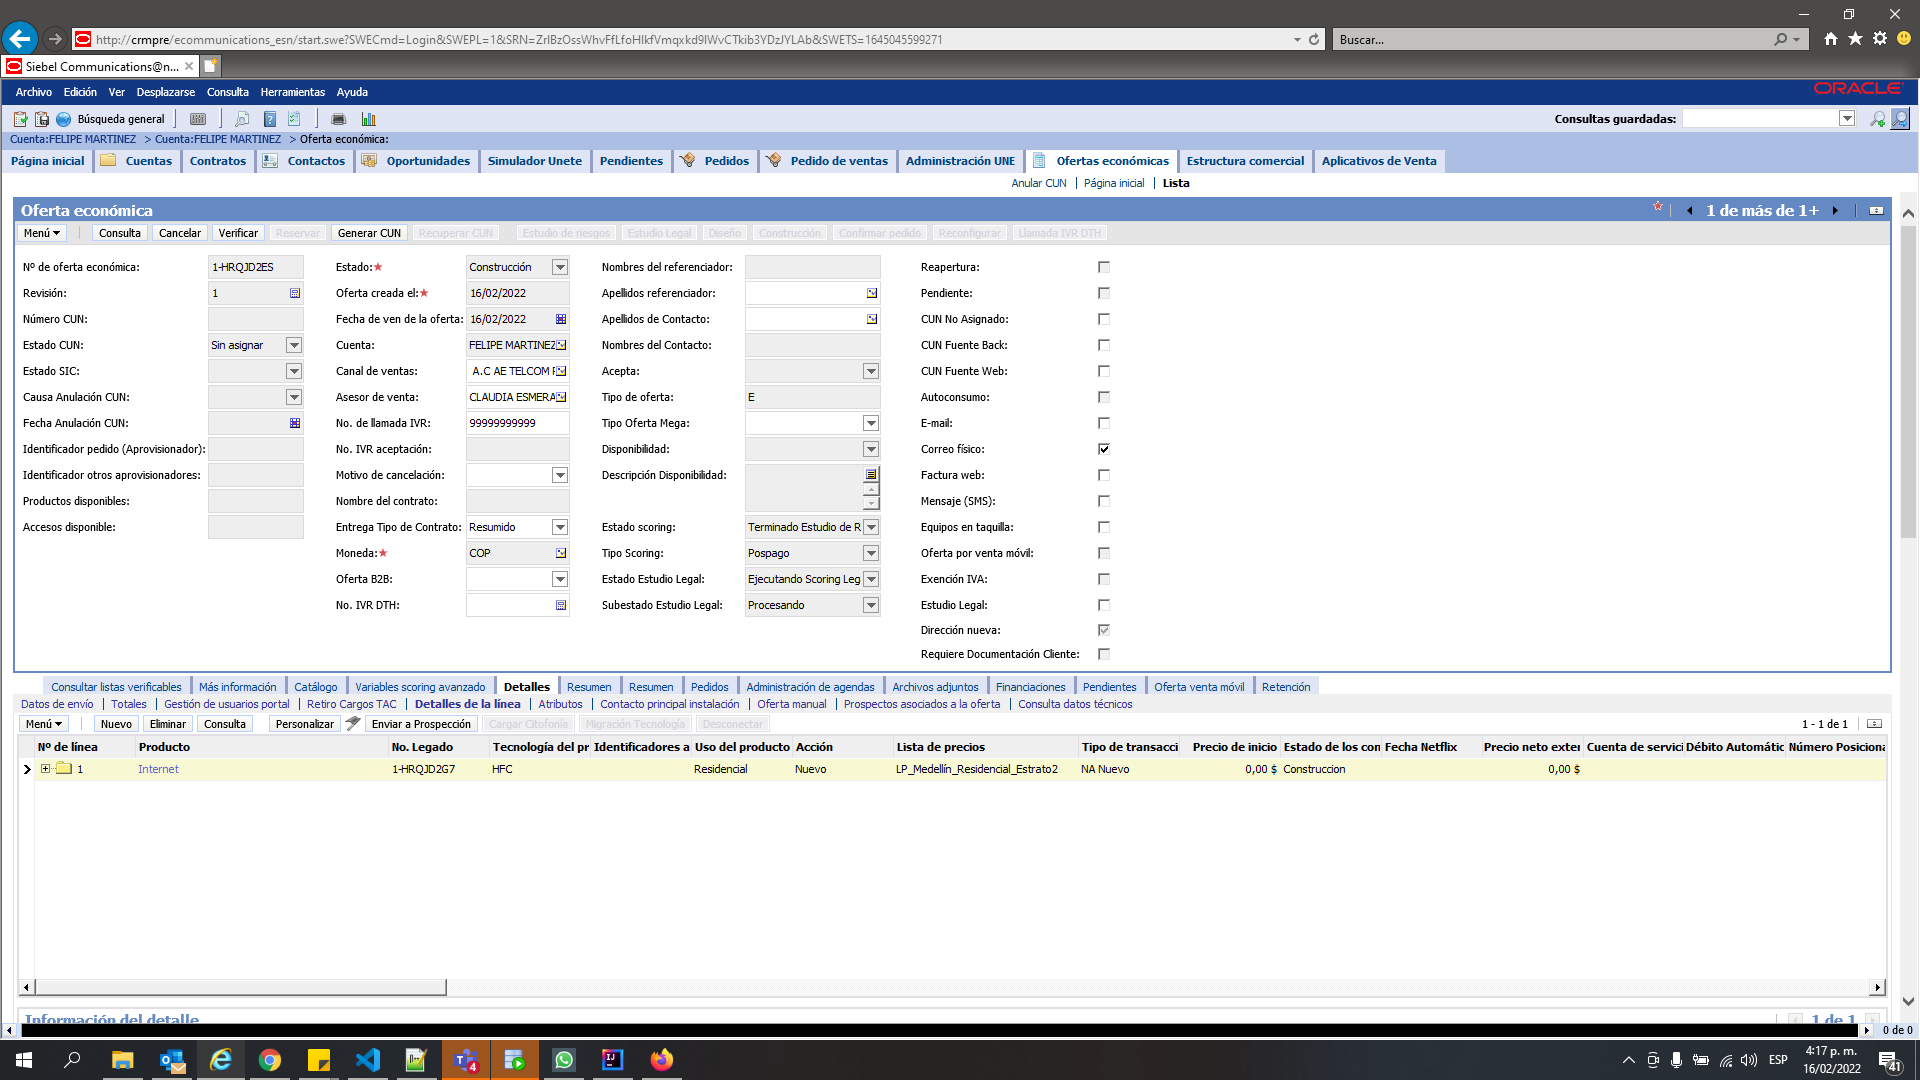 http://crmpre/ecommunications_esn/start.swe?SWECmd=Login&SWEPL=1&SRN=ZrIBzOssWhvFfLfoHIkfVmqxkd9IWvCTkib3YDzJYLAb&SWETS=1645045599271
Buscar...
Siebel Communications@n...
Archivo Edición Ver Desplazarse Consulta Herramientas Ayuda
ORACLE
Búsqueda general
Consultas guardadas:
Cuenta:FELIPE MARTINEZ > Cuenta:FELIPE MARTINEZ > Oferta económica:
Página inicial Cuentas Contratos Contactos Oportunidades Simulador Unete Pendientes Pedidos Pedido de ventas Administración UNE Ofertas económicas Estructura comercial Aplicativos de Venta
Anular CUN | Página inicial | Lista
Oferta económica
1 de más de 1+
Menú Consulta Cancelar Verificar Reservar Generar CUN Recuperar CUN Estudio de riesgos Estudio Legal Diseño Construcción Confirmar pedido Reconfigurar Llamada IVR DTH
Nº de oferta económica: 1-HRQJD2ES Estado:★ Construcción Nombres del referenciador: Reapertura:
Revisión: 1 Oferta creada el:★ 16/02/2022 Apellidos referenciador: Pendiente:
Número CUN: Fecha de ven de la oferta: 16/02/2022 Apellidos de Contacto: CUN No Asignado:
Estado CUN: Sin asignar Cuenta: FELIPE MARTINEZ Nombres del Contacto: CUN Fuente Back:
Estado SIC: Canal de ventas: A.C AE TELCOM F Acepta: CUN Fuente Web:
Causa Anulación CUN: Asesor de venta: CLAUDIA ESMERA Tipo de oferta: E Autoconsumo:
Fecha Anulación CUN: No. de llamada IVR: 99999999999 Tipo Oferta Mega: E-mail:
Identificador pedido (Aprovisionador): No. IVR aceptación: Disponibilidad: Correo físico:
Identificador otros aprovisionadores: Motivo de cancelación: Descripción Disponibilidad: Factura web:
Productos disponibles: Nombre del contrato: Mensaje (SMS):
Accesos disponible: Entrega Tipo de Contrato: Resumido Estado scoring: Terminado Estudio de R Equipos en taquilla:
Moneda:★ COP Tipo Scoring: Pospago Oferta por venta móvil:
Oferta B2B: Estado Estudio Legal: Ejecutando Scoring Leg Exención IVA:
No. IVR DTH: Subestado Estudio Legal: Procesando Estudio Legal:
Dirección nueva:
Requiere Documentación Cliente:
Consultar listas verificables Más información Catálogo Variables scoring avanzado Detalles Resumen Resumen Pedidos Administración de agendas Archivos adjuntos Financiaciones Pendientes Oferta venta móvil Retención
Datos de envío | Totales | Gestión de usuarios portal | Retiro Cargos TAC | Detalles de la línea | Atributos | Contacto principal instalación | Oferta manual | Prospectos asociados a la oferta | Consulta datos técnicos
Menú Nuevo Eliminar Consulta Personalizar Enviar a Prospección Cargar Citofonía Migración Tecnología Desconectar
1 - 1 de 1
Nº de línea Producto No. Legado Tecnología del pr Identificadores a Uso del producto Acción Lista de precios Tipo de transacci Precio de inicio Estado de los con Fecha Netflix Precio neto exter Cuenta de servici Débito Automátic Número Posiciona
1 Internet 1-HRQJD2G7 HFC Residencial Nuevo LP_Medellín_Residencial_Estrato2 NA Nuevo 0,00 $ Construccion 0,00 $
Información del detalle
1 de 1
0 de 0
4
ESP
4:17 p. m.
16/02/2022
41